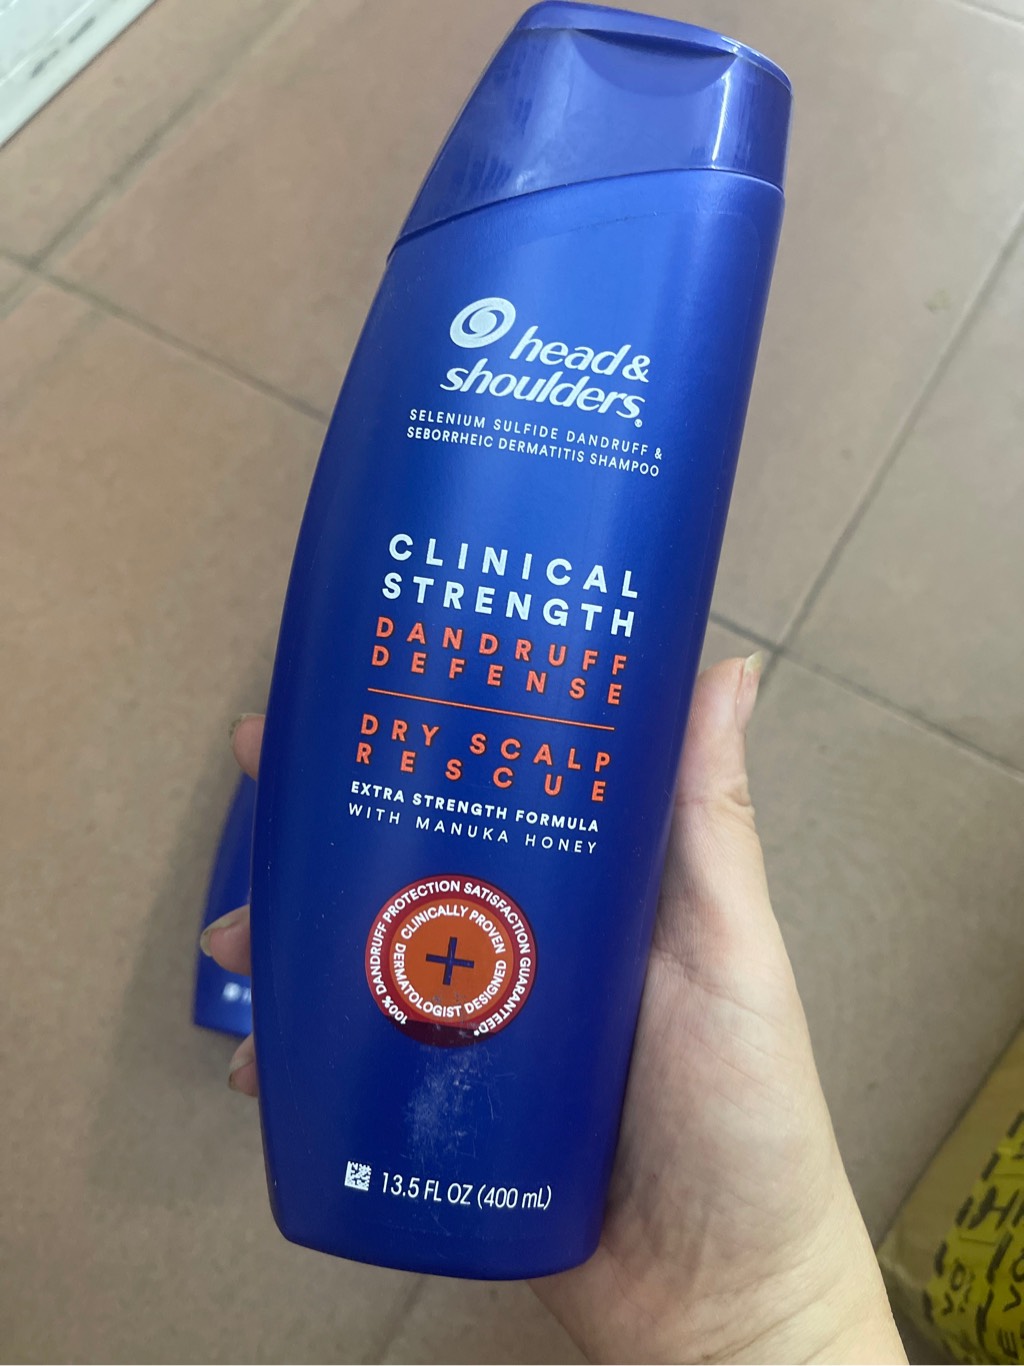 head &
shoulders®
SELENIUM SULFIDE DANDRUFF &
SEBORRHEIC DERMATITIS SHAMPOO
CLINICAL
STRENGTH
DANDRUFF
DEFENSE
DRY SCALP
RESCUE
EXTRA STRENGTH FORMULA
WITH MANUKA HONEY
100% DANDRUFF PROTECTION SATISFACTION GUARANTEED*
CLINICALLY PROVEN
DERMATOLOGIST DESIGNED
13.5 FL OZ (400 mL)